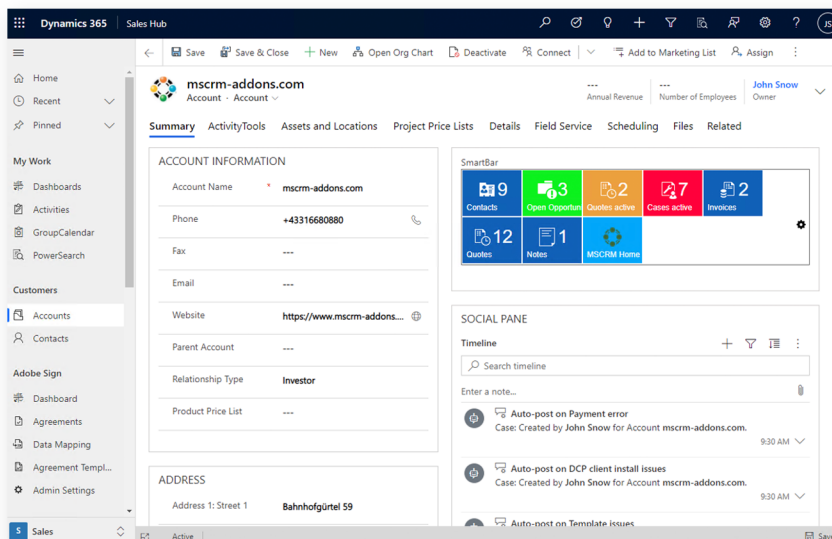 Dynamics 365 Sales Hub
JS
Save Save & Close New Open Org Chart Deactivate Connect Add to Marketing List Assign
Home
Recent
Pinned
My Work
Dashboards
Activities
GroupCalendar
PowerSearch
Customers
Accounts
Contacts
Adobe Sign
Dashboard
Agreements
Data Mapping
Agreement Templ...
Admin Settings
S Sales
mscrm-addons.com
Account · Account
---
Annual Revenue
---
Number of Employees
John Snow
Owner
Summary ActivityTools Assets and Locations Project Price Lists Details Field Service Scheduling Files Related
ACCOUNT INFORMATION
Account Name * mscrm-addons.com
Phone +43316680880
Fax ---
Email ---
Website https://www.mscrm-addons....
Parent Account ---
Relationship Type Investor
Product Price List ---
ADDRESS
Address 1: Street 1 Bahnhofgürtel 59
SmartBar
9 3 2 7 2
Contacts Open Opportun Quotes active Cases active Invoices
12 1
Quotes Notes MSCRM Home
SOCIAL PANE
Timeline
Search timeline
Enter a note...
Auto-post on Payment error
Case: Created by John Snow for Account mscrm-addons.com.
9:30 AM
Auto-post on DCP client install issues
Case: Created by John Snow for Account mscrm-addons.com.
9:30 AM
Auto-post on Template issues
Active
Save